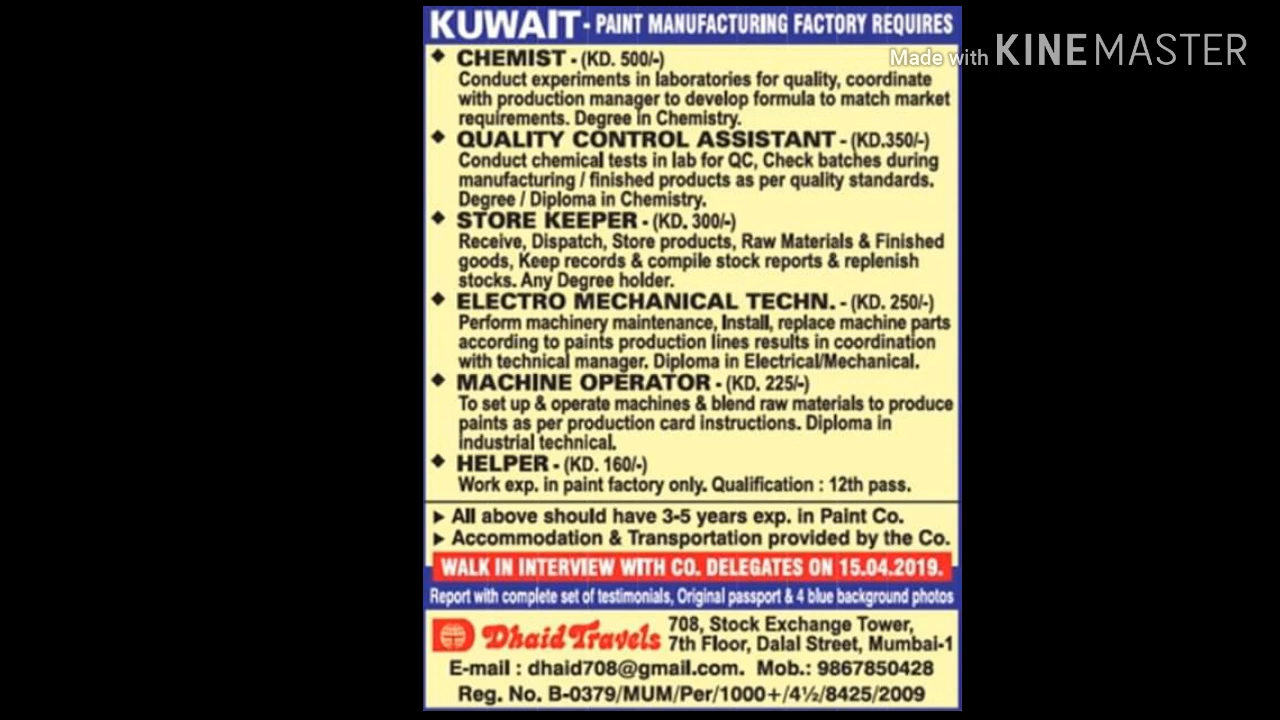 KUWAIT - PAINT MANUFACTURING FACTORY REQUIRES
Made with KINEMASTER
◆ CHEMIST - (KD. 500/-)
Conduct experiments in laboratories for quality, coordinate
with production manager to develop formula to match market
requirements. Degree in Chemistry.
◆ QUALITY CONTROL ASSISTANT - (KD.350/-)
Conduct chemical tests in lab for QC, Check batches during
manufacturing / finished products as per quality standards.
Degree / Diploma in Chemistry.
◆ STORE KEEPER - (KD. 300/-)
Receive, Dispatch, Store products, Raw Materials & Finished
goods, Keep records & compile stock reports & replenish
stocks. Any Degree holder.
◆ ELECTRO MECHANICAL TECHN. - (KD. 250/-)
Perform machinery maintenance, Install, replace machine parts
according to paints production lines results in coordination
with technical manager. Diploma in Electrical/Mechanical.
◆ MACHINE OPERATOR - (KD. 225/-)
To set up & operate machines & blend raw materials to produce
paints as per production card instructions. Diploma in
industrial technical.
◆ HELPER - (KD. 160/-)
Work exp. in paint factory only. Qualification : 12th pass.
➤ All above should have 3-5 years exp. in Paint Co.
➤ Accommodation & Transportation provided by the Co.
WALK IN INTERVIEW WITH CO. DELEGATES ON 15.04.2019.
Report with complete set of testimonials, Original passport & 4 blue background photos
Dhaid Travels
708, Stock Exchange Tower,
7th Floor, Dalal Street, Mumbai-1
E-mail : dhaid708@gmail.com. Mob.: 9867850428
Reg. No. B-0379/MUM/Per/1000+/4½/8425/2009